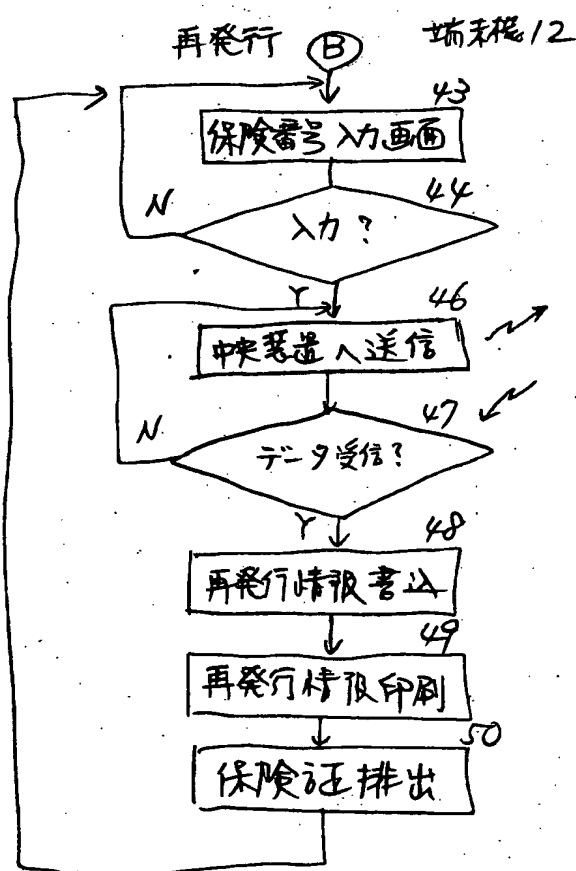 再発行 B 端末機12
43
保険番号入力画面
44
N 入力?
Y 46
中央装置へ送信
47
N データ受信?
Y 48
再発行情報書込
49
再発行情報印刷
50
保険証排出